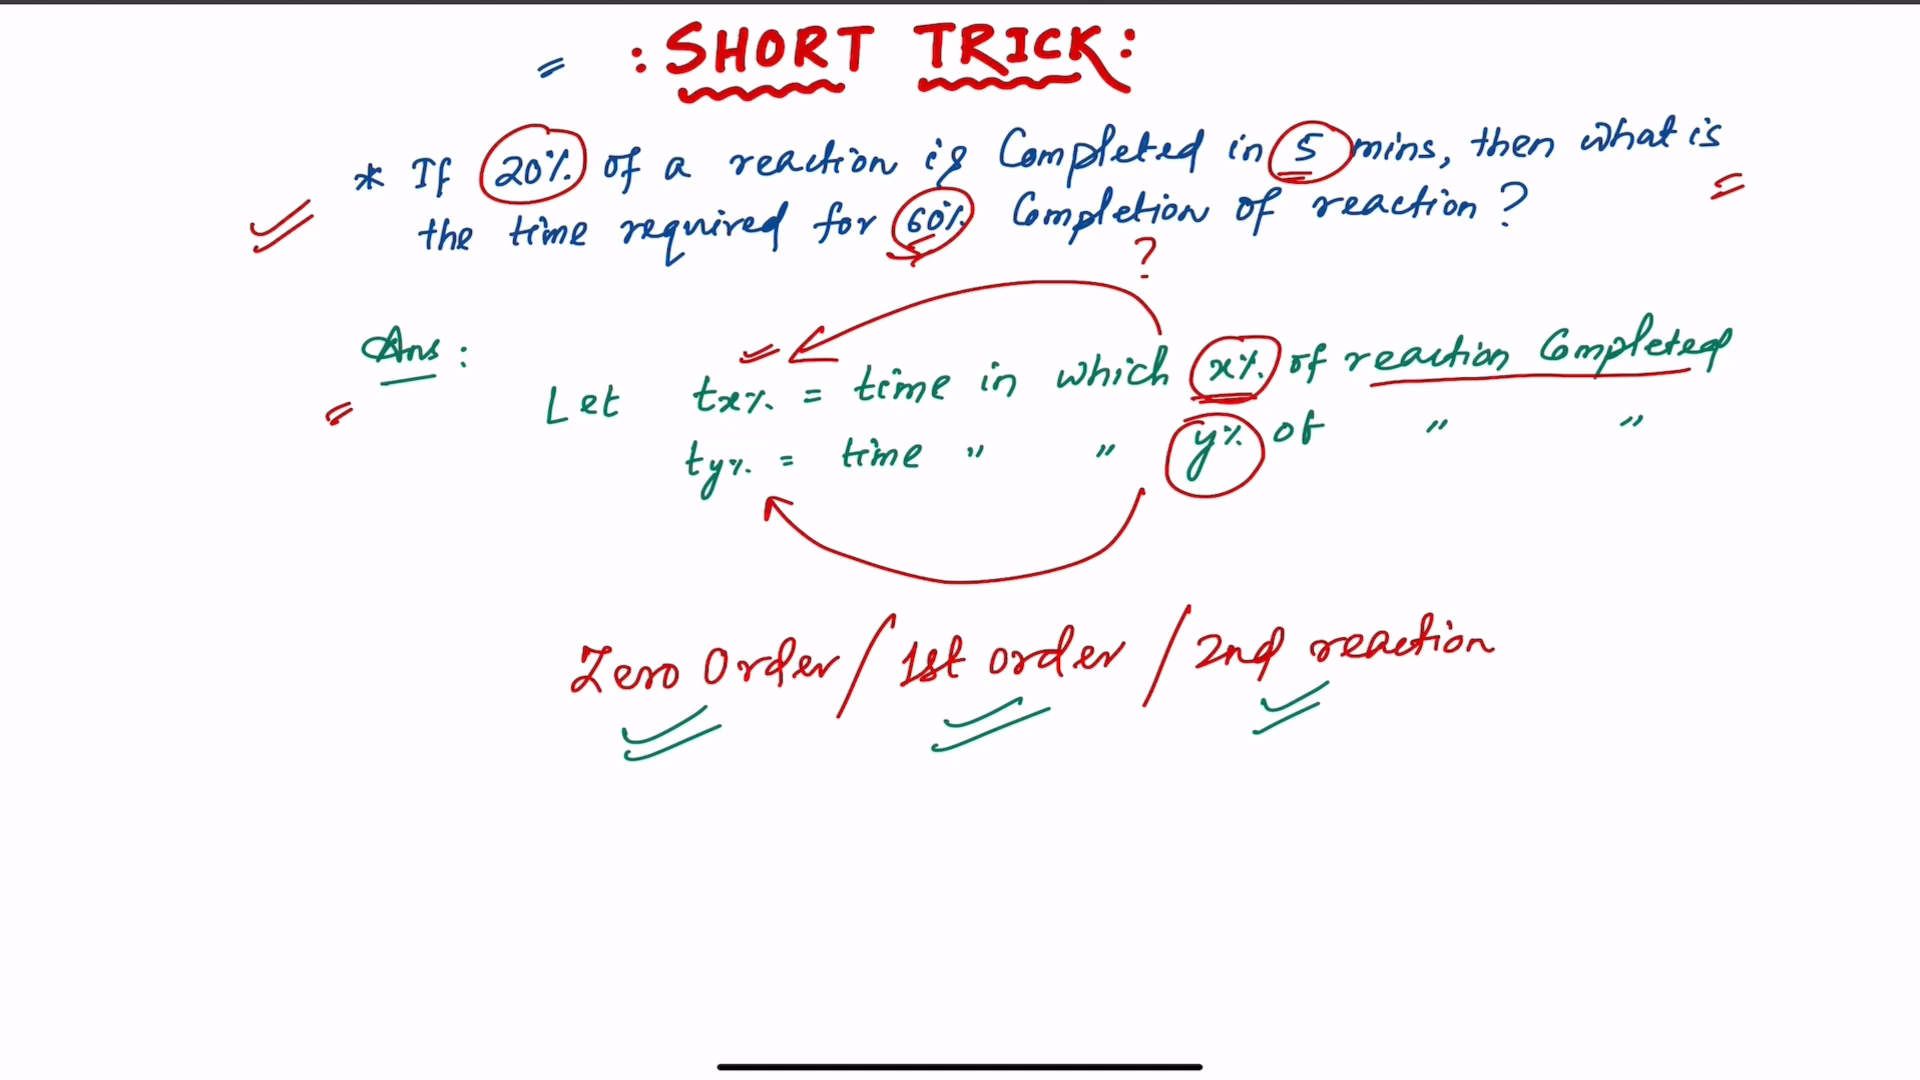 : SHORT TRICK :
* If 20% of a reaction is Completed in 5 mins, then what is
the time required for 60% Completion of reaction ?
?
Ans :
Let tx% = time in which x% of reaction Completed
ty% = time " " y% of " "
Zero Order / 1st order / 2nd reaction